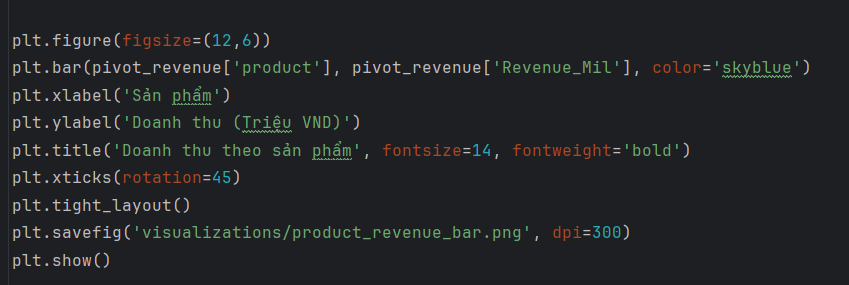 plt.figure(figsize=(12,6))
plt.bar(pivot_revenue['product'], pivot_revenue['Revenue_Mil'], color='skyblue')
plt.xlabel('Sản phẩm')
plt.ylabel('Doanh thu (Triệu VND)')
plt.title('Doanh thu theo sản phẩm', fontsize=14, fontweight='bold')
plt.xticks(rotation=45)
plt.tight_layout()
plt.savefig('visualizations/product_revenue_bar.png', dpi=300)
plt.show()